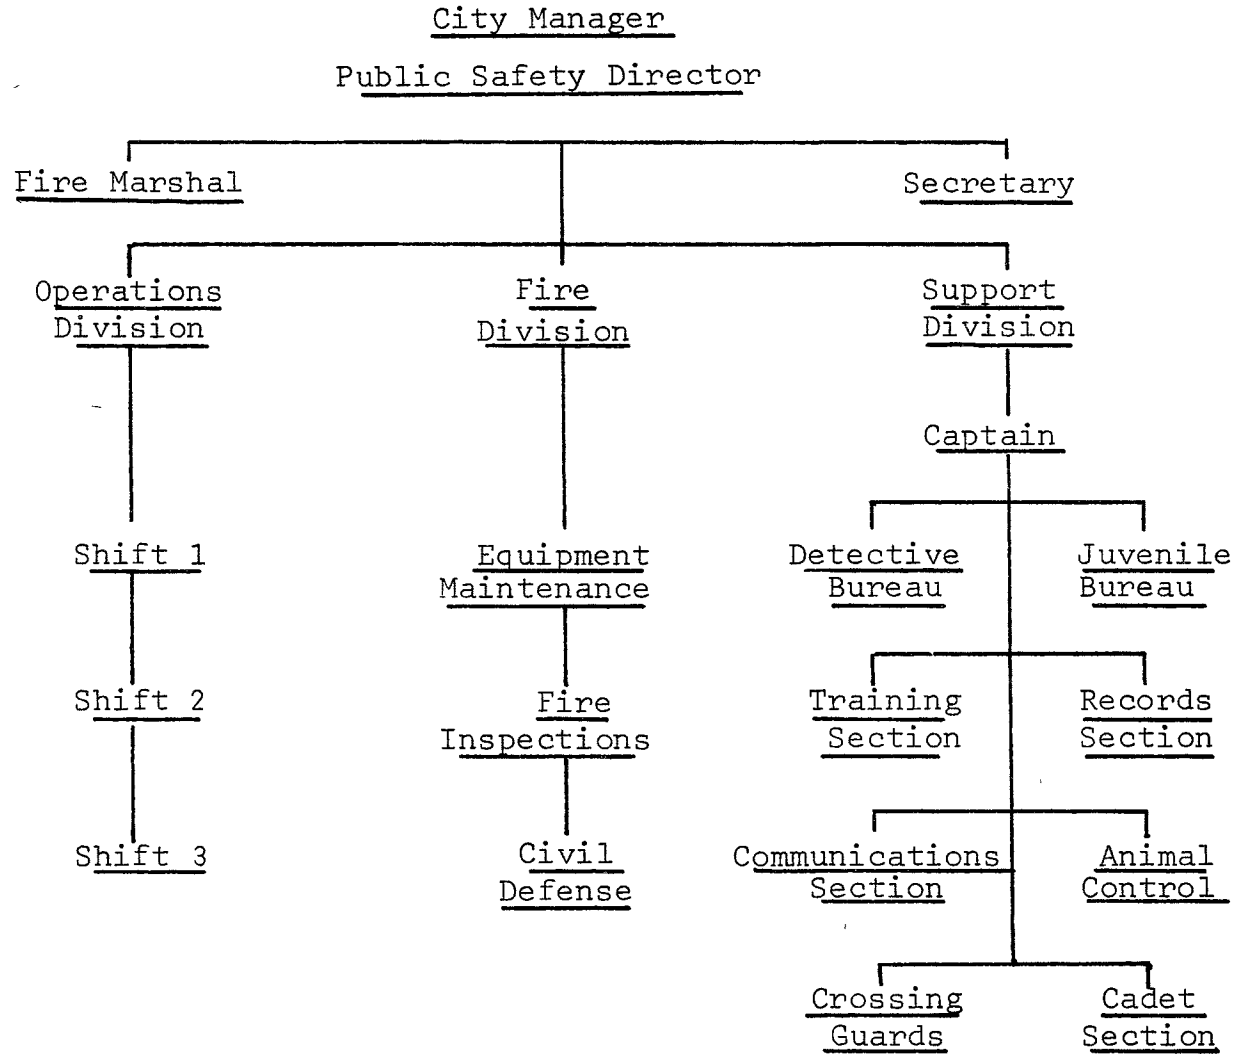 City Manager
Public Safety Director
Fire Marshal
Secretary
Operations
Division
Fire
Division
Support
Division
Captain
Shift 1
Equipment
Maintenance
Detective
Bureau
Juvenile
Bureau
Shift 2
Fire
Inspections
Training
Section
Records
Section
Shift 3
Civil
Defense
Communications
Section
Animal
Control
Crossing
Guards
Cadet
Section